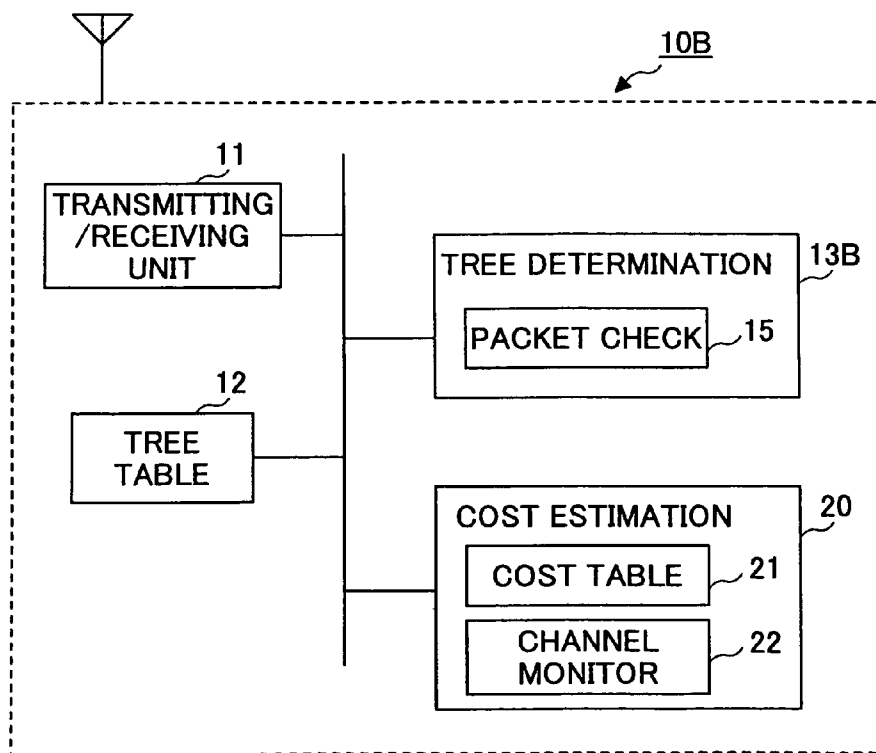 10B
11
TRANSMITTING
/RECEIVING
UNIT
TREE DETERMINATION
13B
PACKET CHECK
15
12
TREE
TABLE
COST ESTIMATION
20
COST TABLE
21
CHANNEL
MONITOR
22